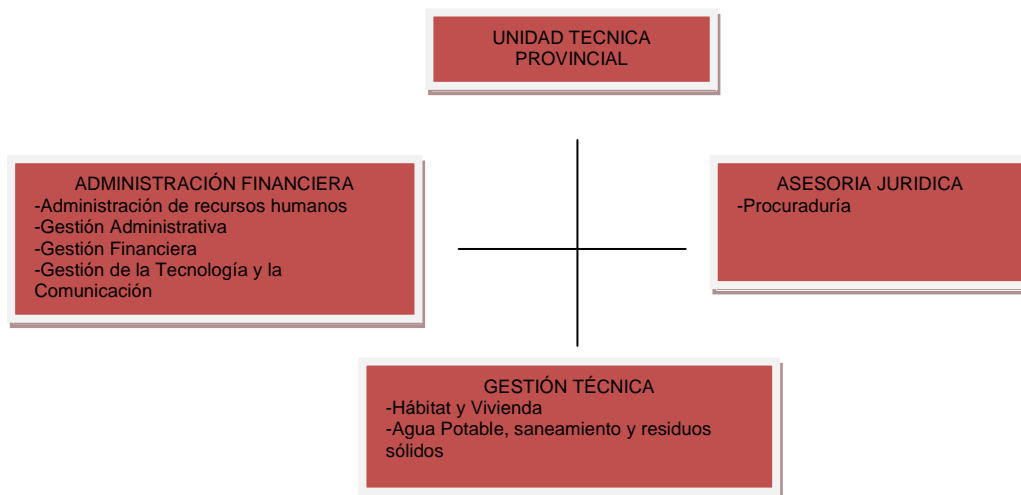 UNIDAD TECNICA
PROVINCIAL
ADMINISTRACIÓN FINANCIERA
-Administración de recursos humanos
-Gestión Administrativa
-Gestión Financiera
-Gestión de la Tecnología y la
Comunicación
ASESORIA JURIDICA
-Procuraduría
GESTIÓN TÉCNICA
-Hábitat y Vivienda
-Agua Potable, saneamiento y residuos
sólidos